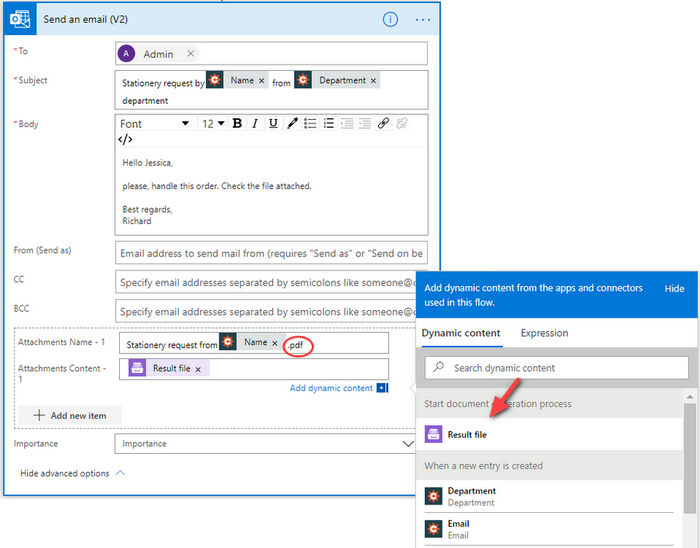 Send an email (V2)
* To
A Admin ×
* Subject
Stationery request by Name × from Department ×
department
* Body
Font 12 B I U
</>
Hello Jessica,
please, handle this order. Check the file attached.
Best regards,
Richard
From (Send as)
Email address to send mail from (requires "Send as" or "Send on be
CC
Specify email addresses separated by semicolons like someone@c
BCC
Specify email addresses separated by semicolons like someone@c
Attachments Name - 1
Stationery request from Name × .pdf
Attachments Content -
1
Result file ×
Add dynamic content
+ Add new item
Importance
Importance
Hide advanced options
Add dynamic content from the apps and connectors
used in this flow.
Hide
Dynamic content Expression
Search dynamic content
Start document generation process
Result file
When a new entry is created
Department
Department
Email
Email